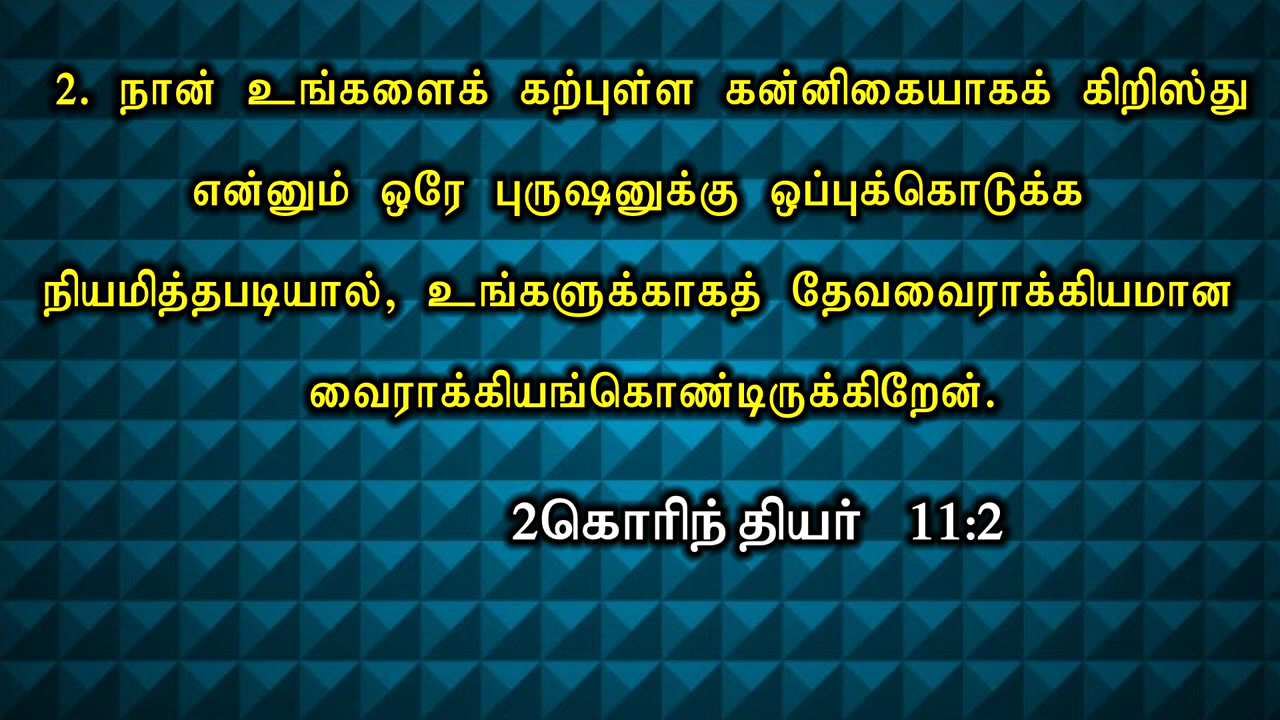 2. நான் உங்களைக் கற்புள்ள கன்னிகையாகக் கிறிஸ்து
என்னும் ஒரே புருஷனுக்கு ஒப்புக்கொடுக்க
நியமித்தபடியால், உங்களுக்காகத் தேவவைராக்கியமான
வைராக்கியங்கொண்டிருக்கிறேன்.
2கொரிந் தியர் 11:2